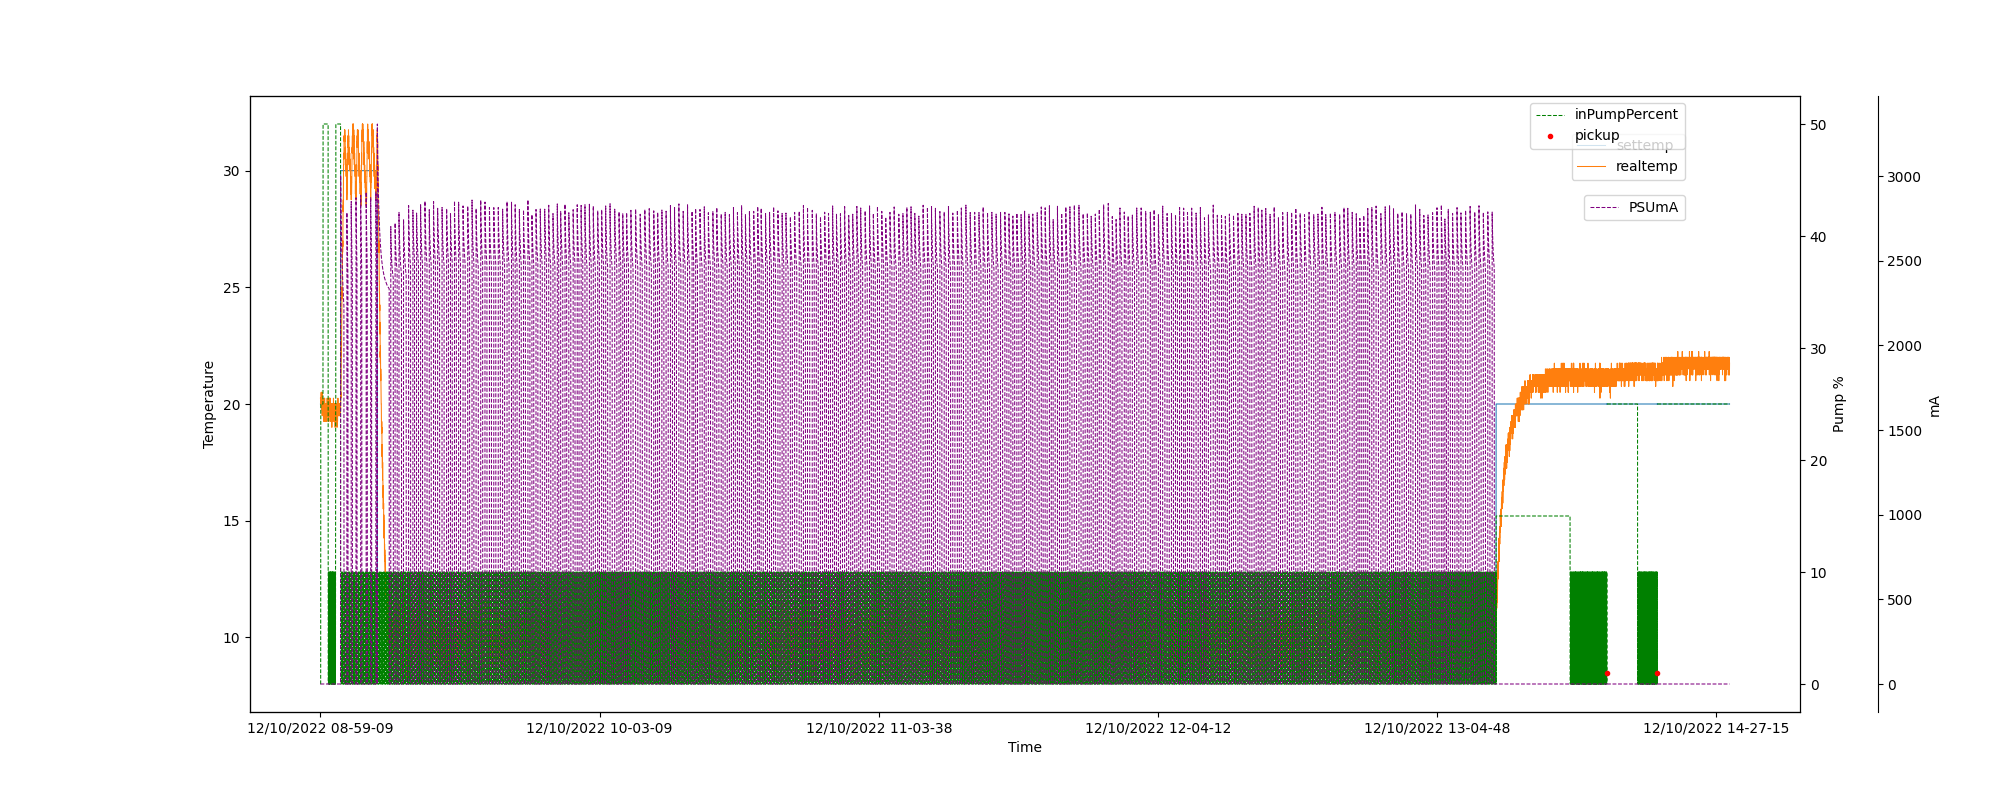 inPumpPercent
pickup
settemp
realtemp
PSUmA
30
25
20
15
10
Temperature
50
40
30
20
10
0
Pump %
3000
2500
2000
1500
1000
500
0
mA
12/10/2022 08-59-09
12/10/2022 10-03-09
12/10/2022 11-03-38
12/10/2022 12-04-12
12/10/2022 13-04-48
12/10/2022 14-27-15
Time